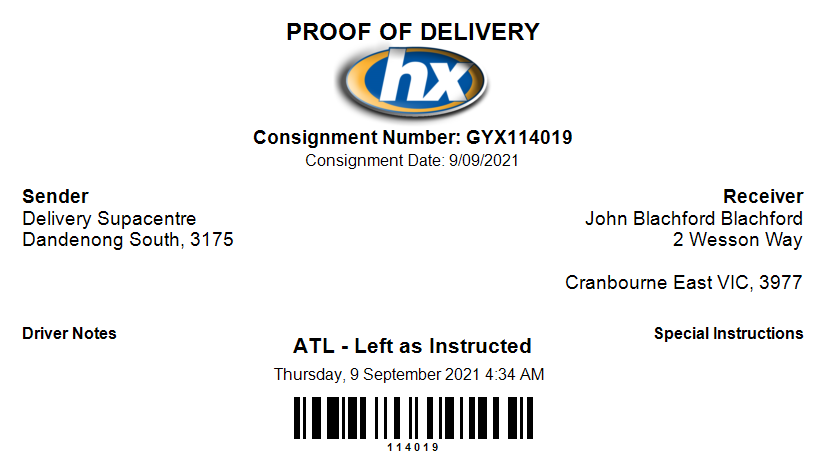 PROOF OF DELIVERY
hx
Consignment Number: GYX114019
Consignment Date: 9/09/2021
Sender
Delivery Supacentre
Dandenong South, 3175
Receiver
John Blachford Blachford
2 Wesson Way
Cranbourne East VIC, 3977
Driver Notes
Special Instructions
ATL - Left as Instructed
Thursday, 9 September 2021 4:34 AM
114019